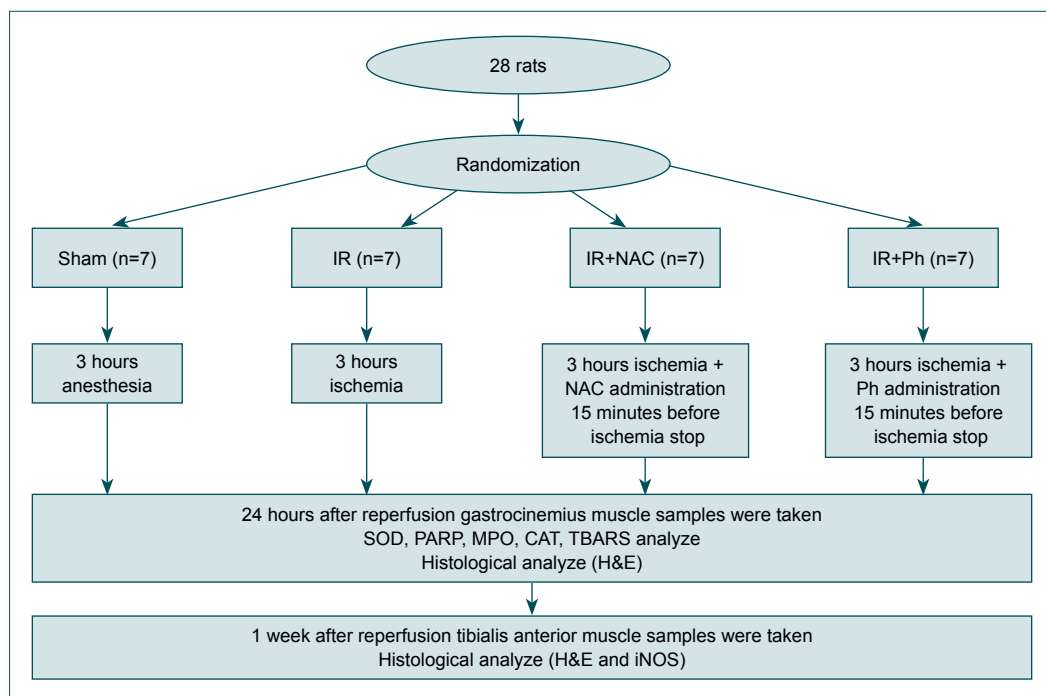 28 rats
Randomization
Sham (n=7)
IR (n=7)
IR+NAC (n=7)
IR+Ph (n=7)
3 hours
anesthesia
3 hours
ischemia
3 hours ischemia +
NAC administration
15 minutes before
ischemia stop
3 hours ischemia +
Ph administration
15 minutes before
ischemia stop
24 hours after reperfusion gastrocinemius muscle samples were taken
SOD, PARP, MPO, CAT, TBARS analyze
Histological analyze (H&E)
1 week after reperfusion tibialis anterior muscle samples were taken
Histological analyze (H&E and iNOS)